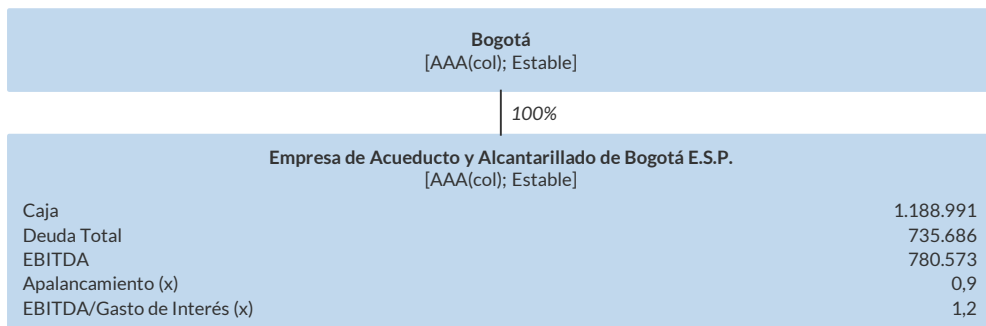 Bogotá
[AAA(col); Estable]
100%
Empresa de Acueducto y Alcantarillado de Bogotá E.S.P.
[AAA(col); Estable]
Caja 1.188.991
Deuda Total 735.686
EBITDA 780.573
Apalancamiento (x) 0,9
EBITDA/Gasto de Interés (x) 1,2